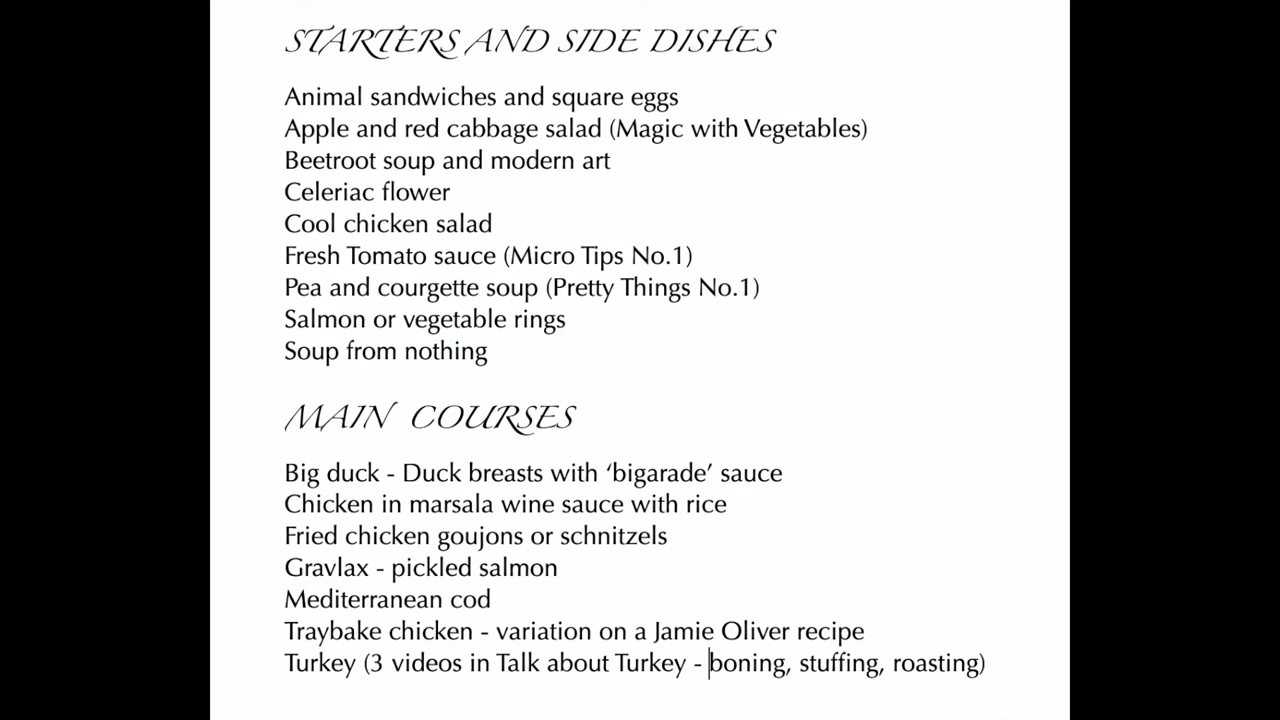 STARTERS AND SIDE DISHES
Animal sandwiches and square eggs
Apple and red cabbage salad (Magic with Vegetables)
Beetroot soup and modern art
Celeriac flower
Cool chicken salad
Fresh Tomato sauce (Micro Tips No.1)
Pea and courgette soup (Pretty Things No.1)
Salmon or vegetable rings
Soup from nothing
MAIN COURSES
Big duck - Duck breasts with ‘bigarade’ sauce
Chicken in marsala wine sauce with rice
Fried chicken goujons or schnitzels
Gravlax - pickled salmon
Mediterranean cod
Traybake chicken - variation on a Jamie Oliver recipe
Turkey (3 videos in Talk about Turkey - boning, stuffing, roasting)